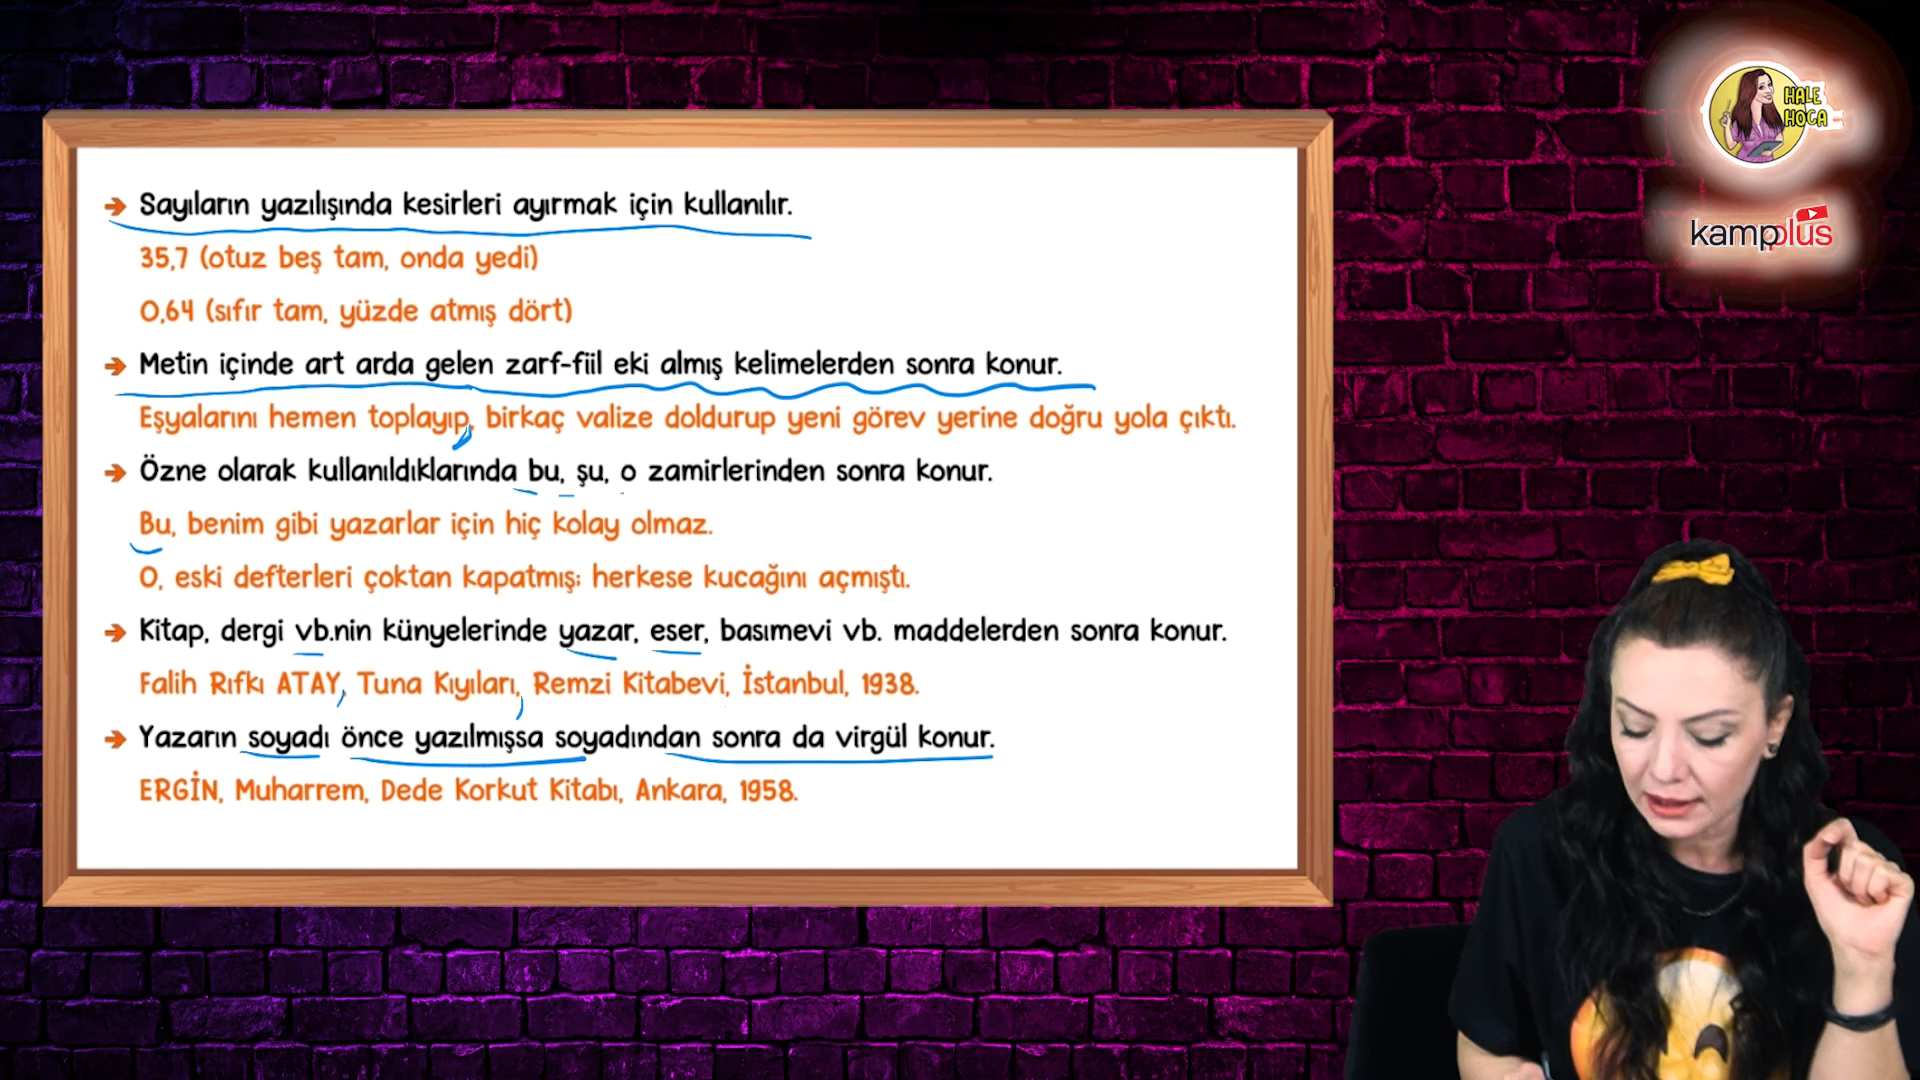 HALE
HOCA
kampplus
Sayıların yazılışında kesirleri ayırmak için kullanılır.
35,7 (otuz beş tam, onda yedi)
0,64 (sıfır tam, yüzde atmış dört)
Metin içinde art arda gelen zarf-fiil eki almış kelimelerden sonra konur.
Eşyalarını hemen toplayıp, birkaç valize doldurup yeni görev yerine doğru yola çıktı.
Özne olarak kullanıldıklarında bu, şu, o zamirlerinden sonra konur.
Bu, benim gibi yazarlar için hiç kolay olmaz.
O, eski defterleri çoktan kapatmış; herkese kucağını açmıştı.
Kitap, dergi vb.nin künyelerinde yazar, eser, basımevi vb. maddelerden sonra konur.
Falih Rıfkı ATAY, Tuna Kıyıları, Remzi Kitabevi, İstanbul, 1938.
Yazarın soyadı önce yazılmışsa soyadından sonra da virgül konur.
ERGİN, Muharrem, Dede Korkut Kitabı, Ankara, 1958.